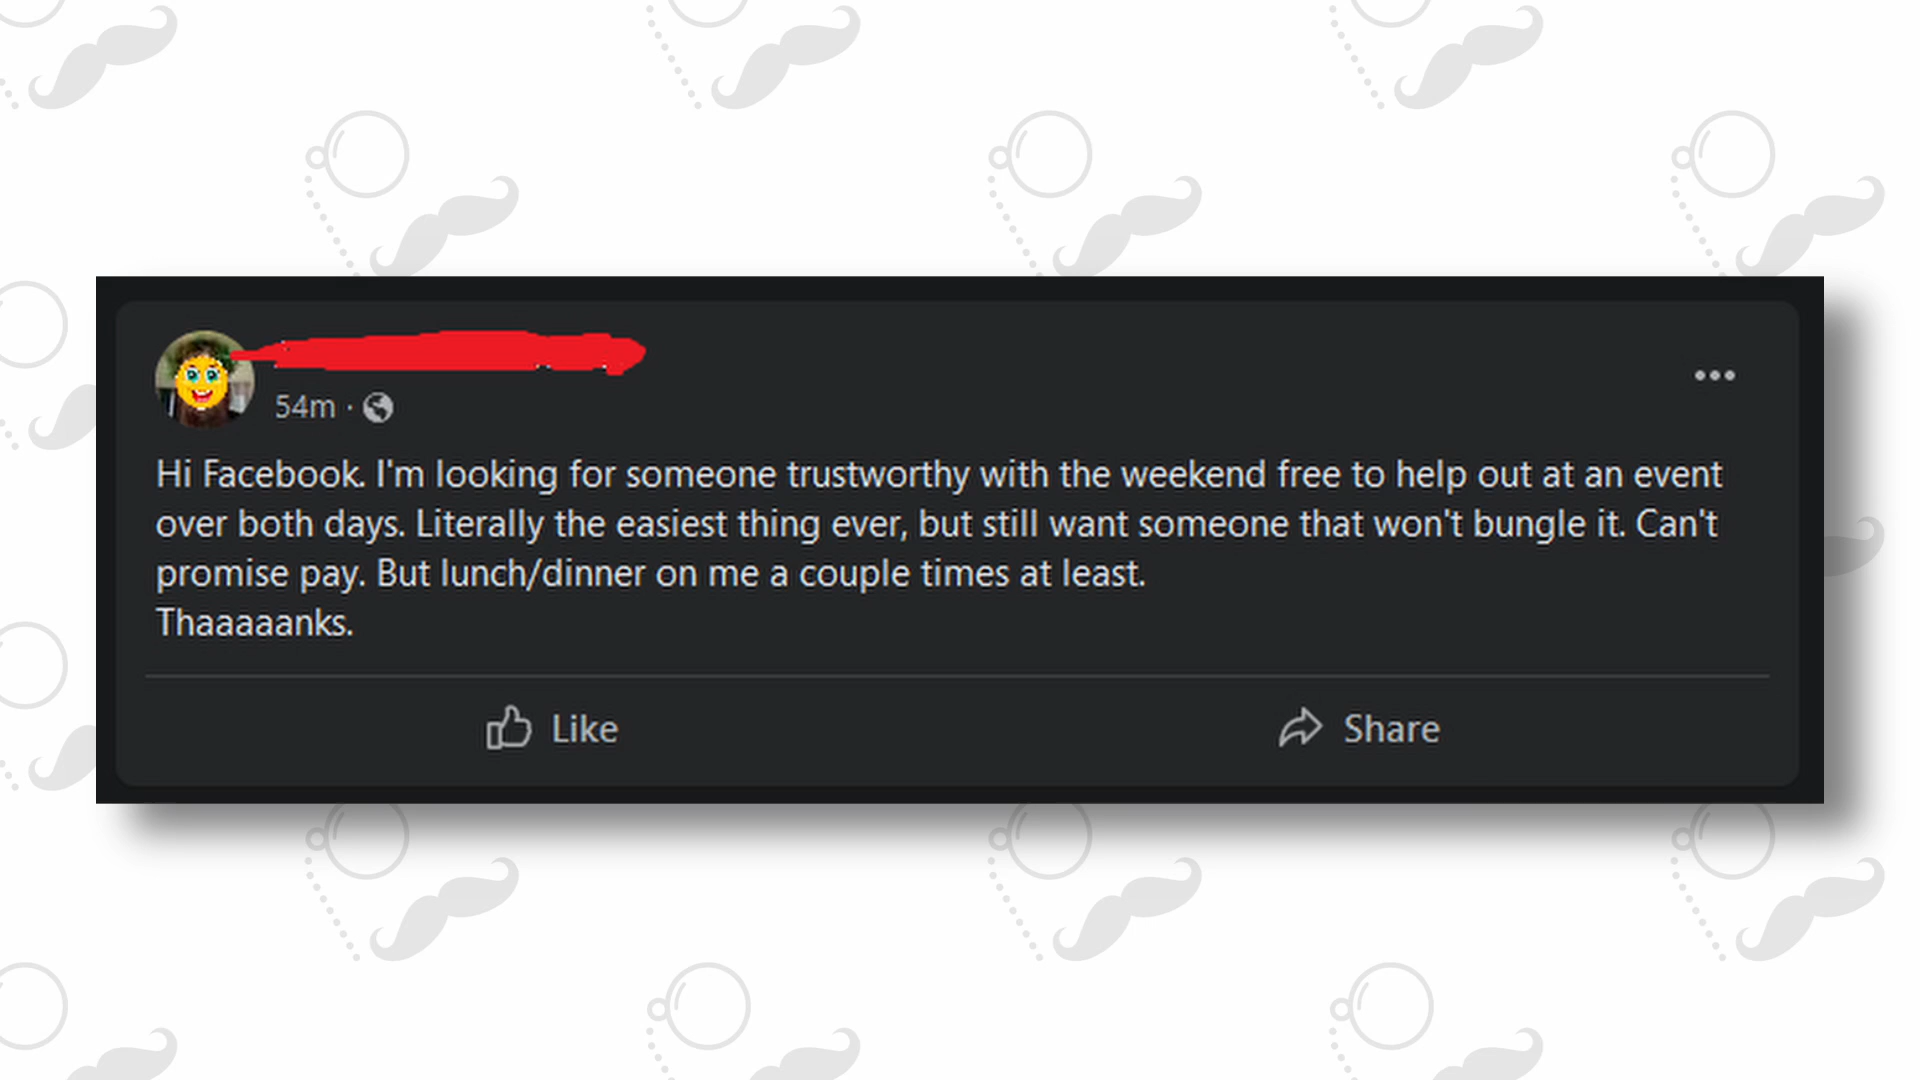 54m ·
Hi Facebook. I'm looking for someone trustworthy with the weekend free to help out at an event
over both days. Literally the easiest thing ever, but still want someone that won't bungle it. Can't
promise pay. But lunch/dinner on me a couple times at least.
Thaaaaanks.
Like
Share